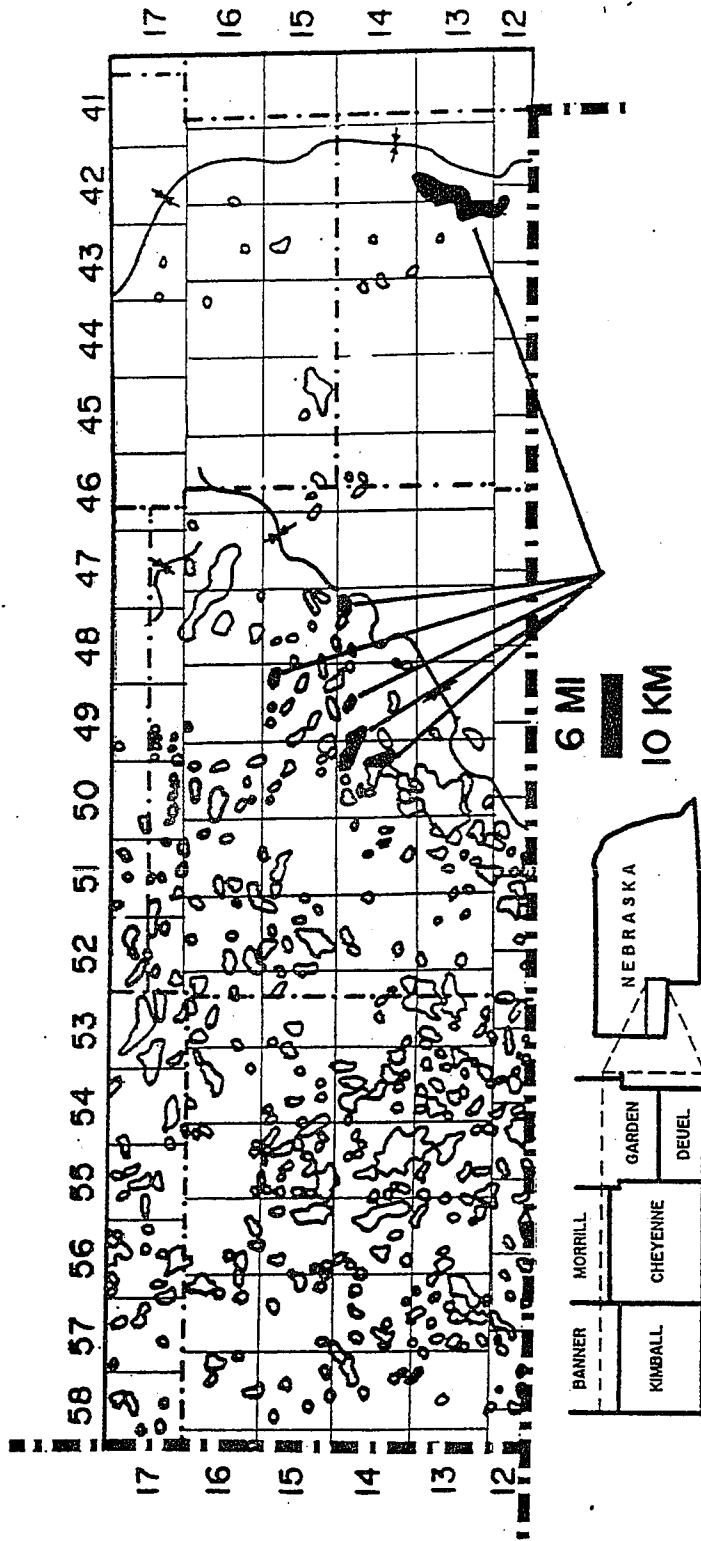 58 57 56 55 54 53 52 51 50 49 48 47 46 45 44 43 42 41
17 17
16 16
15 15
14 14
13 13
12 12
6 MI
10 KM
NEBRASKA
BANNER MORRILL
GARDEN
KIMBALL CHEYENNE DEUEL